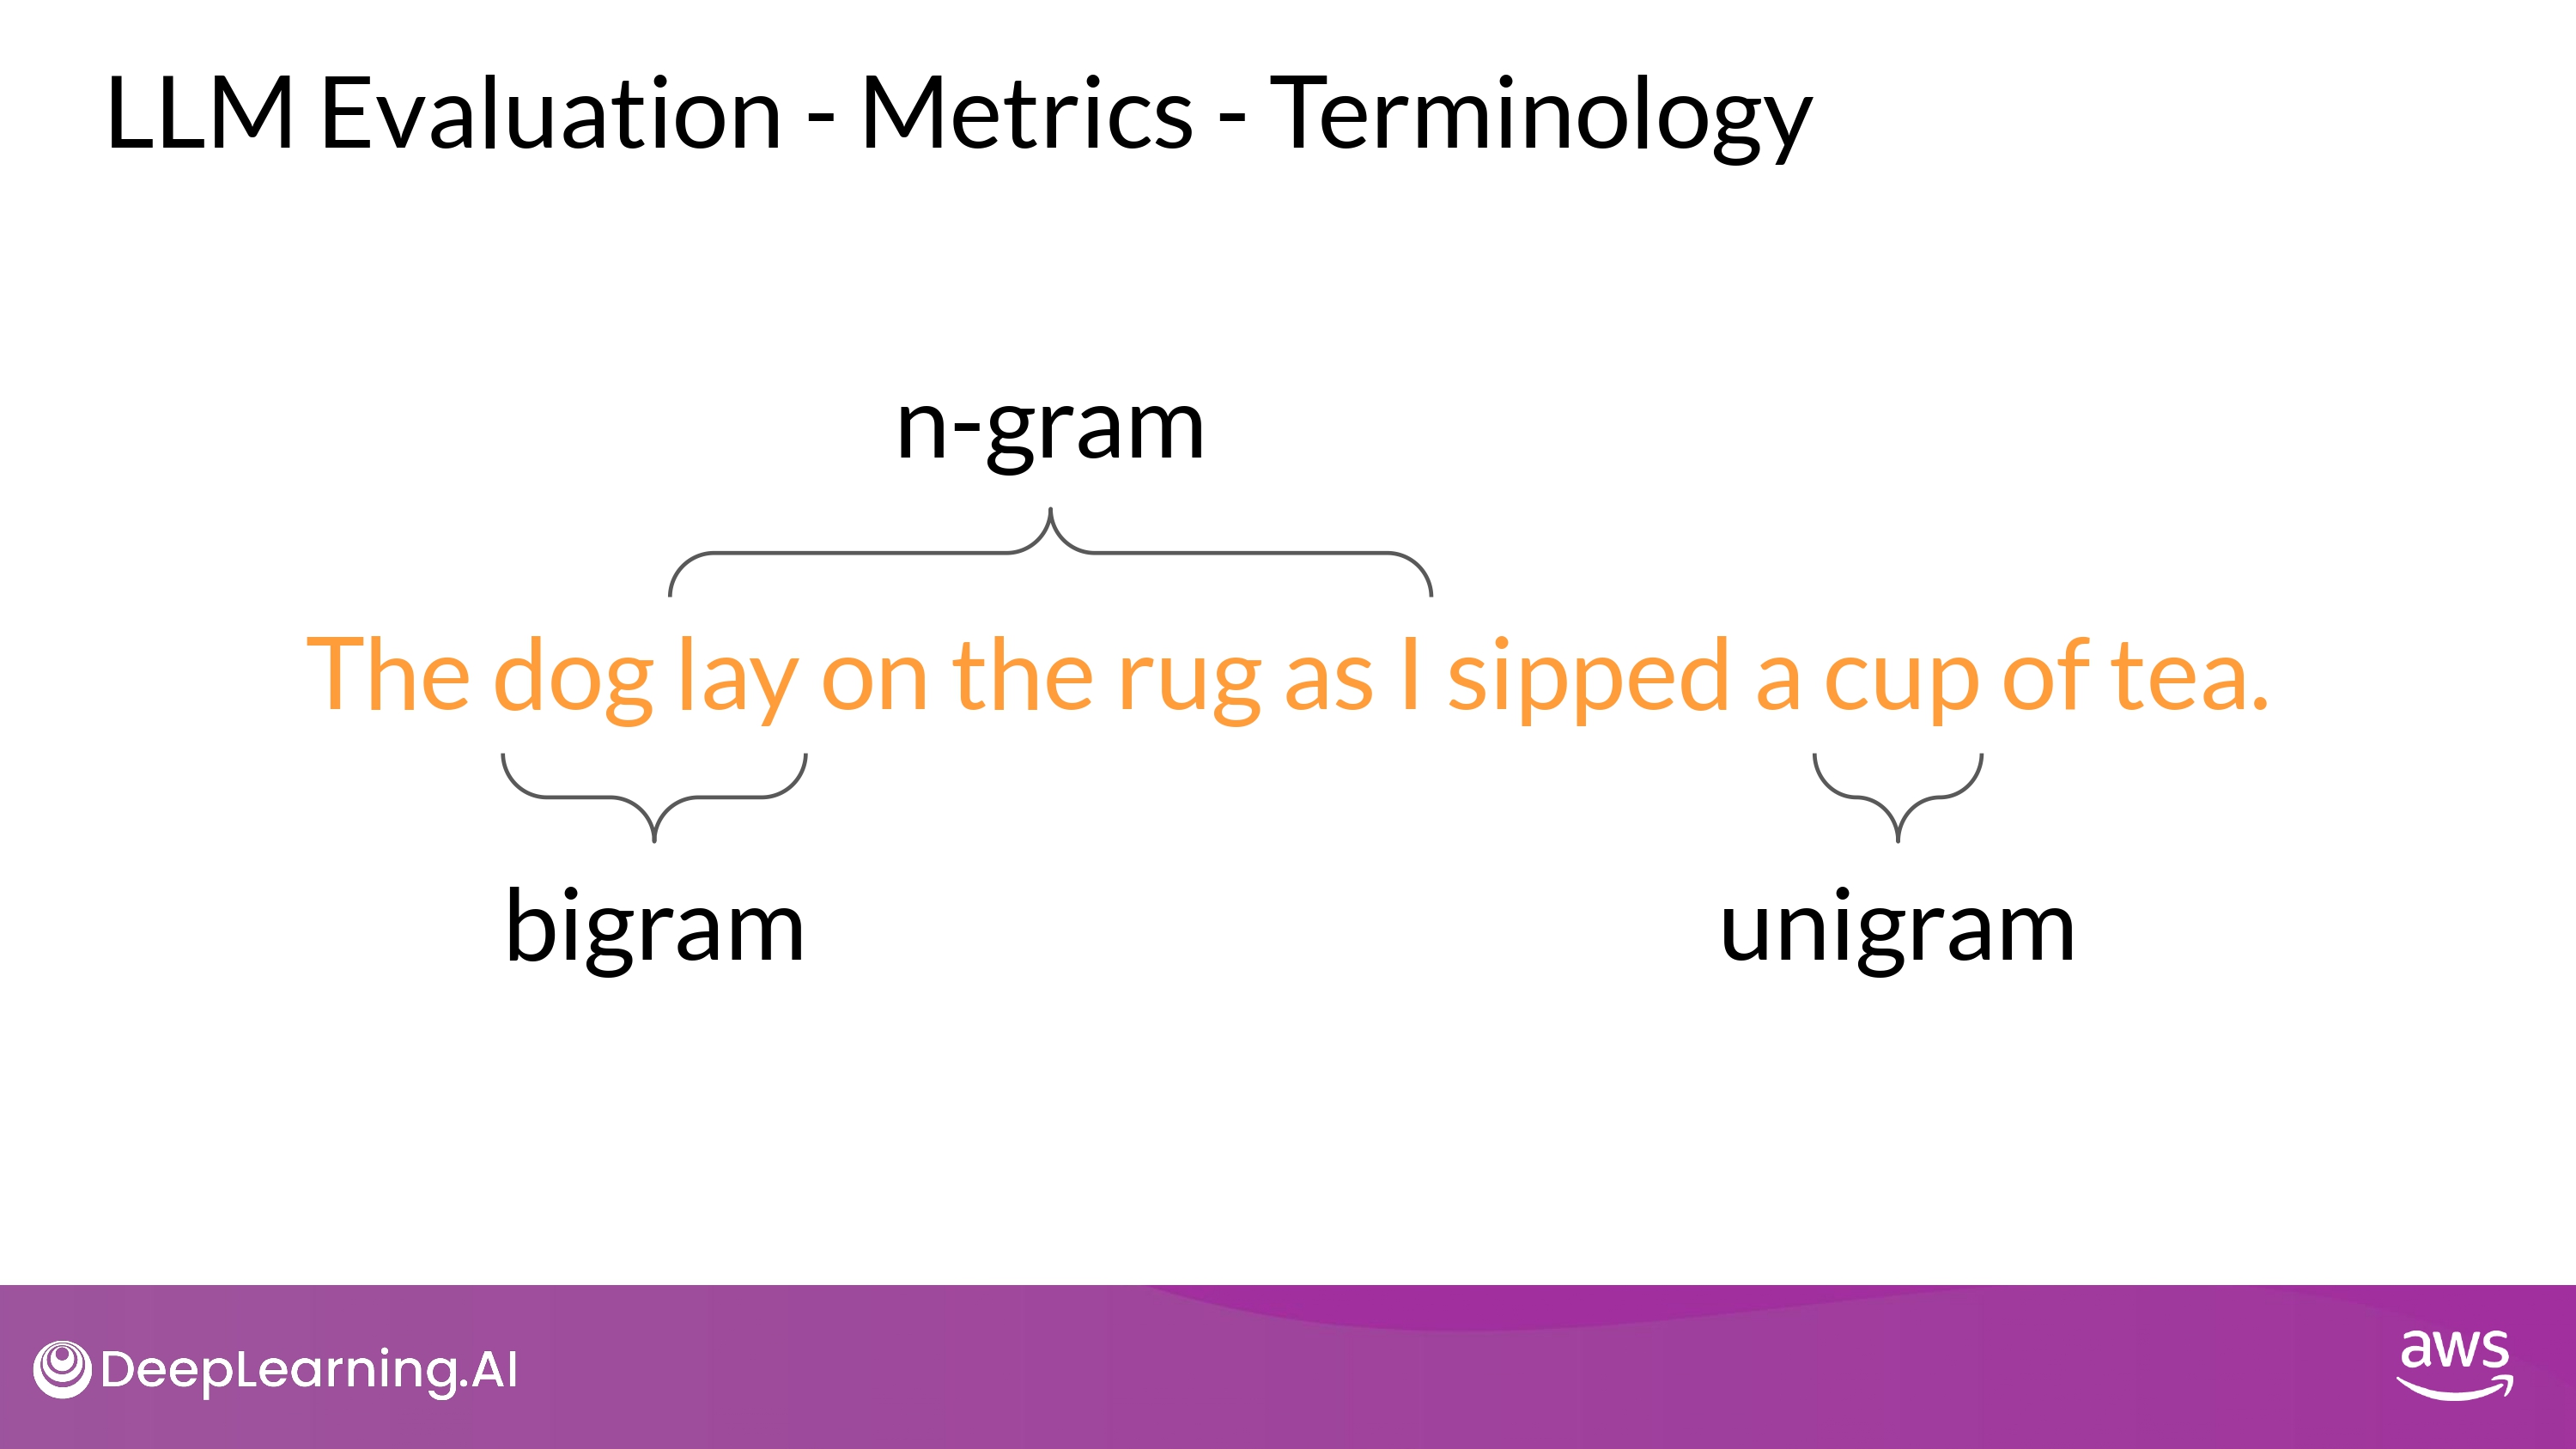 LLM Evaluation - Metrics - Terminology
n-gram
The dog lay on the rug as I sipped a cup of tea.
bigram unigram
DeepLearning.AI aws